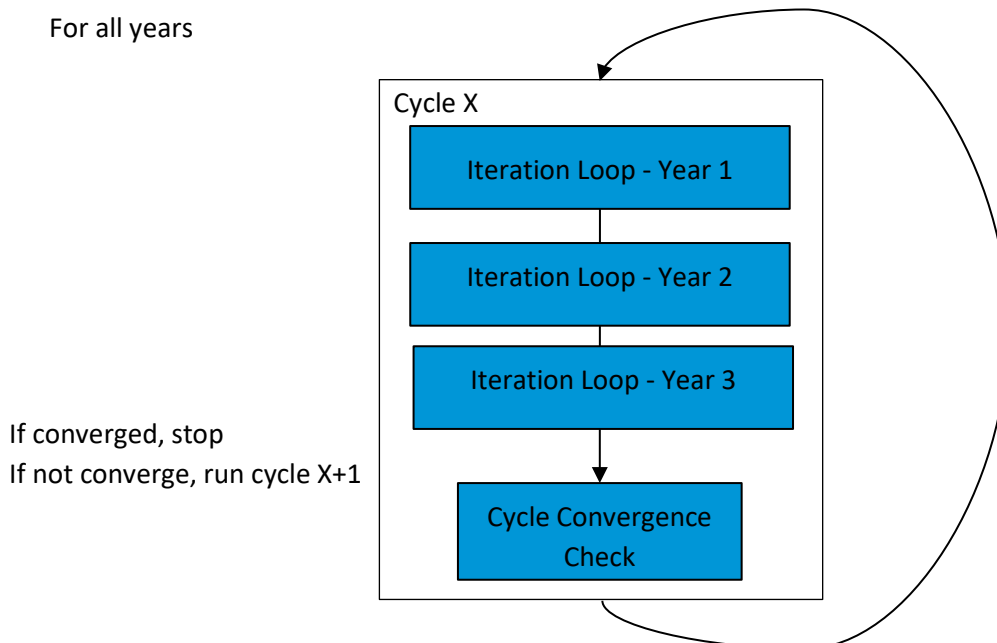 For all years
Cycle X
Iteration Loop - Year 1
Iteration Loop - Year 2
Iteration Loop - Year 3
If converged, stop
If not converge, run cycle X+1
Cycle Convergence
Check